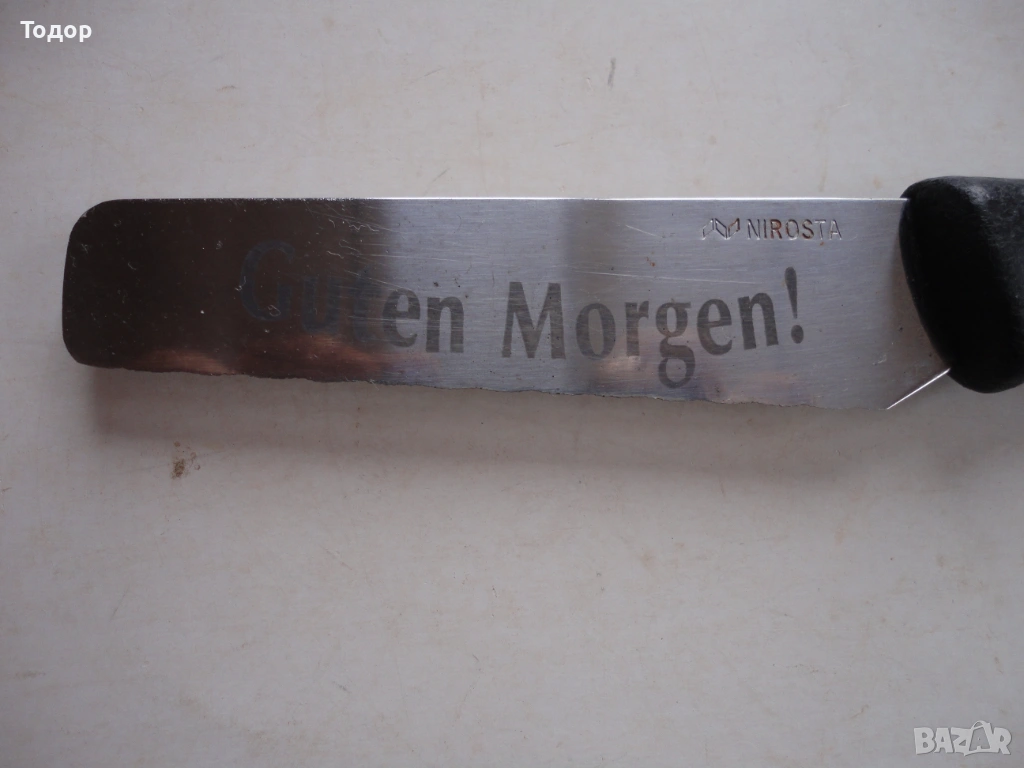 Тодор
NIROSTA
Guten Morgen!
BAZAR